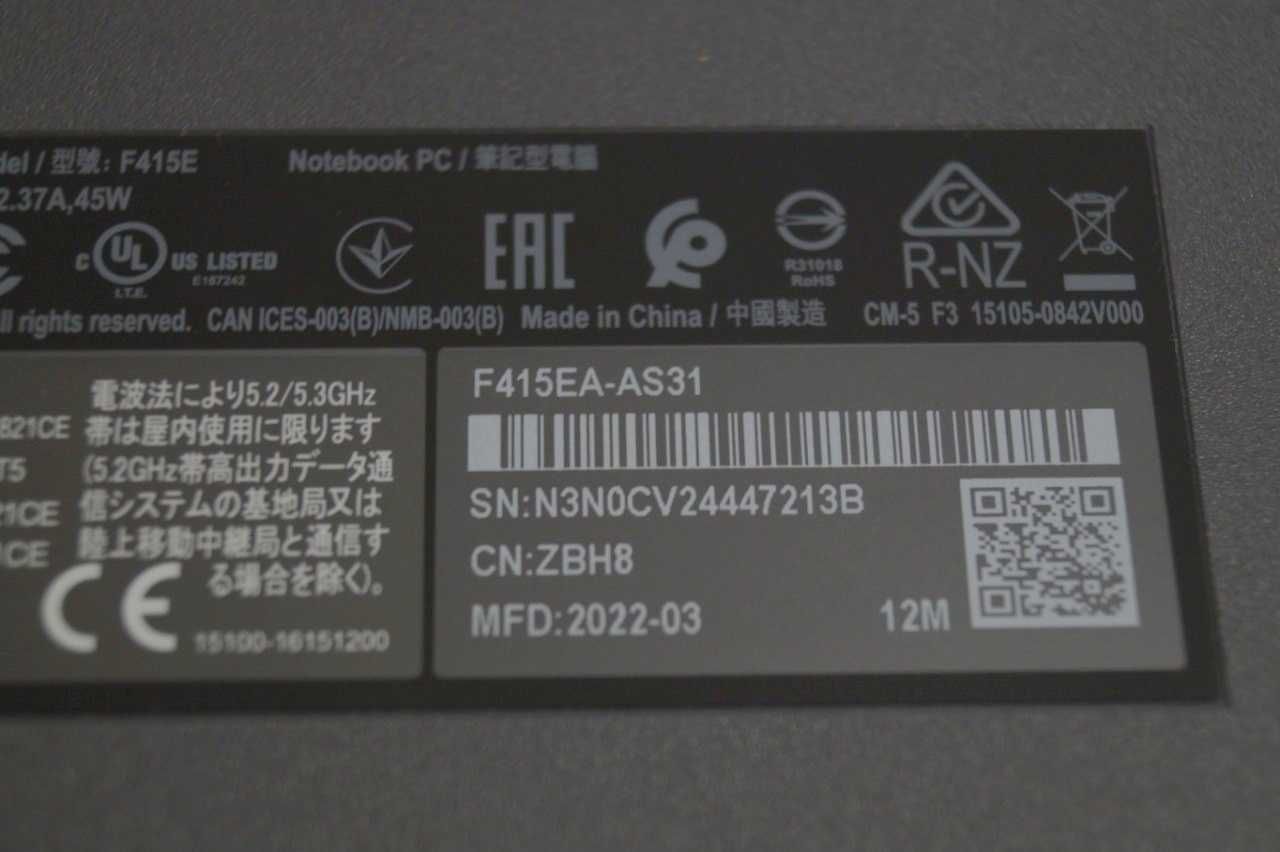 del / 型號: F415E Notebook PC / 筆記型電腦
2.37A,45W
C UL US LISTED
I.T.E. E167242
EAC
R31018
RoHS
R-NZ
ll rights reserved. CAN ICES-003(B)/NMB-003(B) Made in China / 中國製造 CM-5 F3 15105-0842V000
電波法により5.2/5.3GHz
821CE 帯は屋内使用に限ります
T5 (5.2GHz帯高出力データ通
21CE 信システムの基地局又は
1CE 陸上移動中継局と通信す
る場合を除く)。
CE 15100-16151200
F415EA-AS31
SN:N3N0CV24447213B
CN:ZBH8
MFD:2022-03 12M